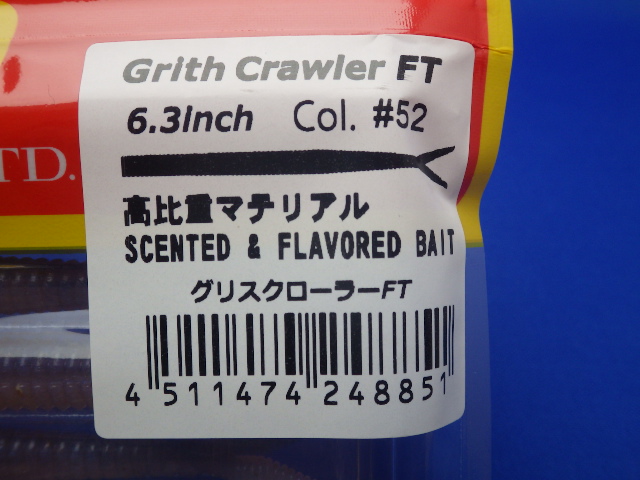 Grith Crawler FT
6.3inch Col. #52
TD.
高比重マテリアル
SCENTED & FLAVORED BAIT
グリスクローラーFT
4 511474 248851